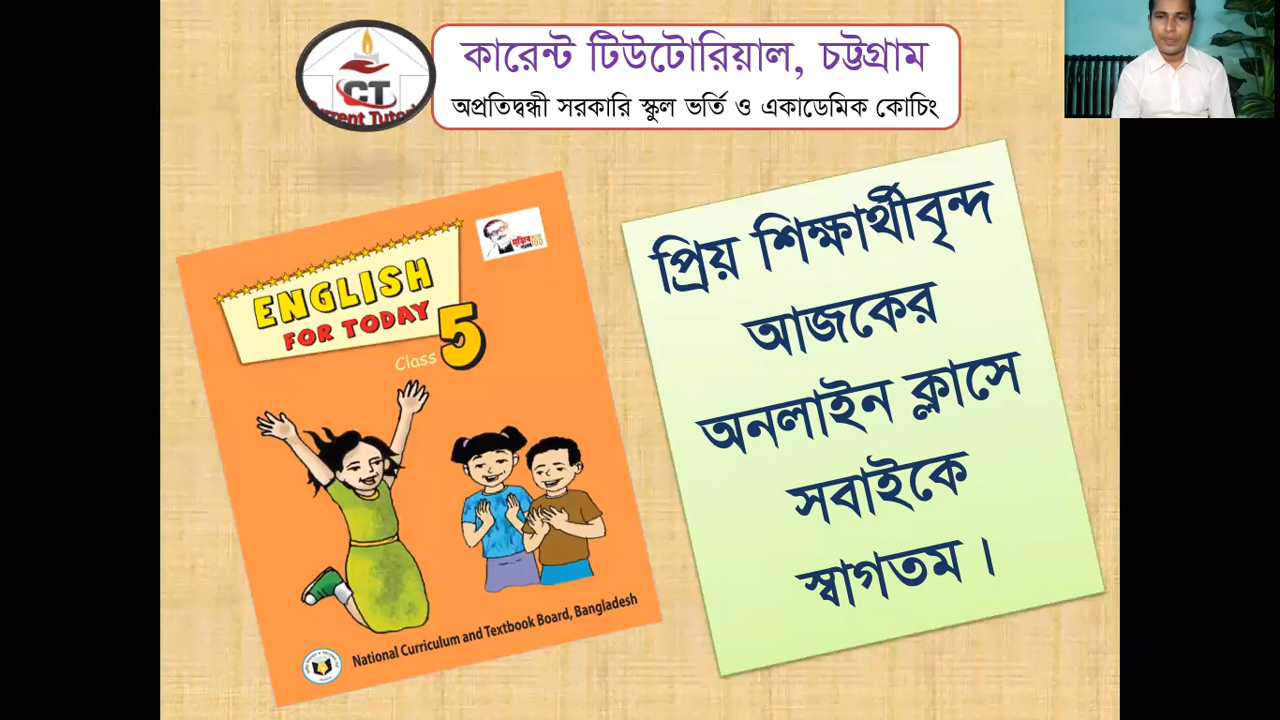 কারেন্ট টিউটোরিয়াল, চট্টগ্রাম
অপ্রতিদ্বন্ধী সরকারি স্কুল ভর্তি ও একাডেমিক কোচিং
CT
ENGLISH
FOR TODAY
Class 5
National Curriculum and Textbook Board, Bangladesh
প্রিয় শিক্ষার্থীবৃন্দ
আজকের
অনলাইন ক্লাসে
সবাইকে
স্বাগতম।